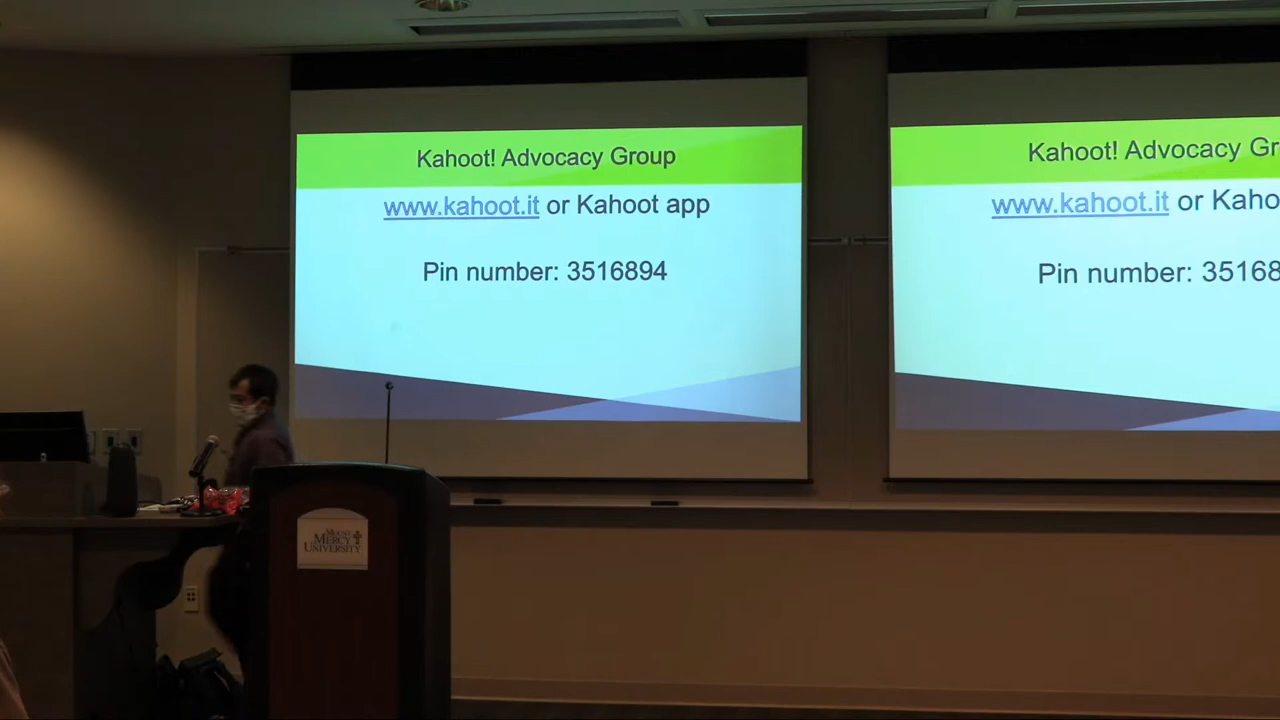 Kahoot! Advocacy Group
www.kahoot.it or Kahoot app
Pin number: 3516894
Kahoot! Advocacy Gr
www.kahoot.it or Kaho
Pin number: 35168
MOUNT
MERCY
UNIVERSITY